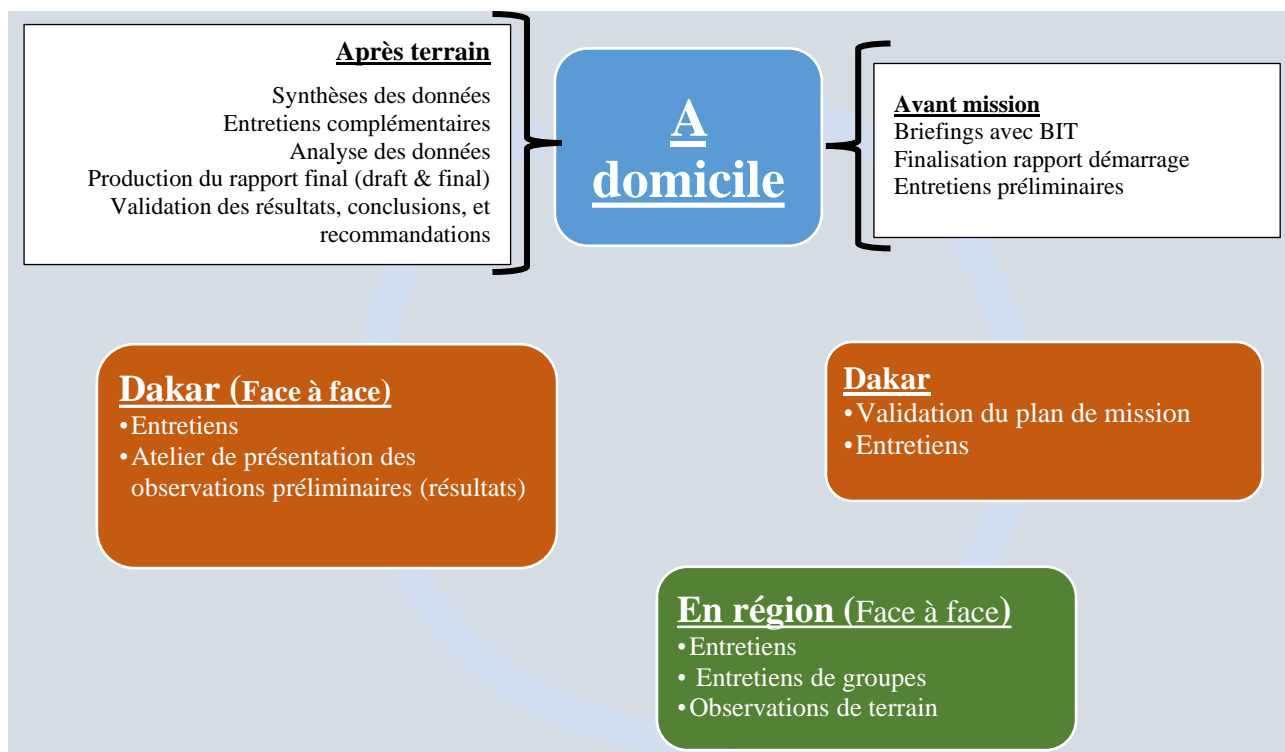 Après terrain
Synthèses des données
Entretiens complémentaires
Analyse des données
Production du rapport final (draft & final)
Validation des résultats, conclusions, et
recommandations
A
domicile
Avant mission
Briefings avec BIT
Finalisation rapport démarrage
Entretiens préliminaires
Dakar (Face à face)
•Entretiens
•Atelier de présentation des
observations préliminaires (résultats)
Dakar
•Validation du plan de mission
•Entretiens
En région (Face à face)
•Entretiens
• Entretiens de groupes
•Observations de terrain